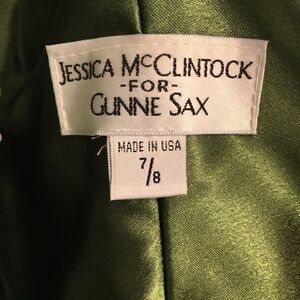 JESSICA MCCLINTOCK
-FOR-
GUNNE SAX
MADE IN USA
7/8